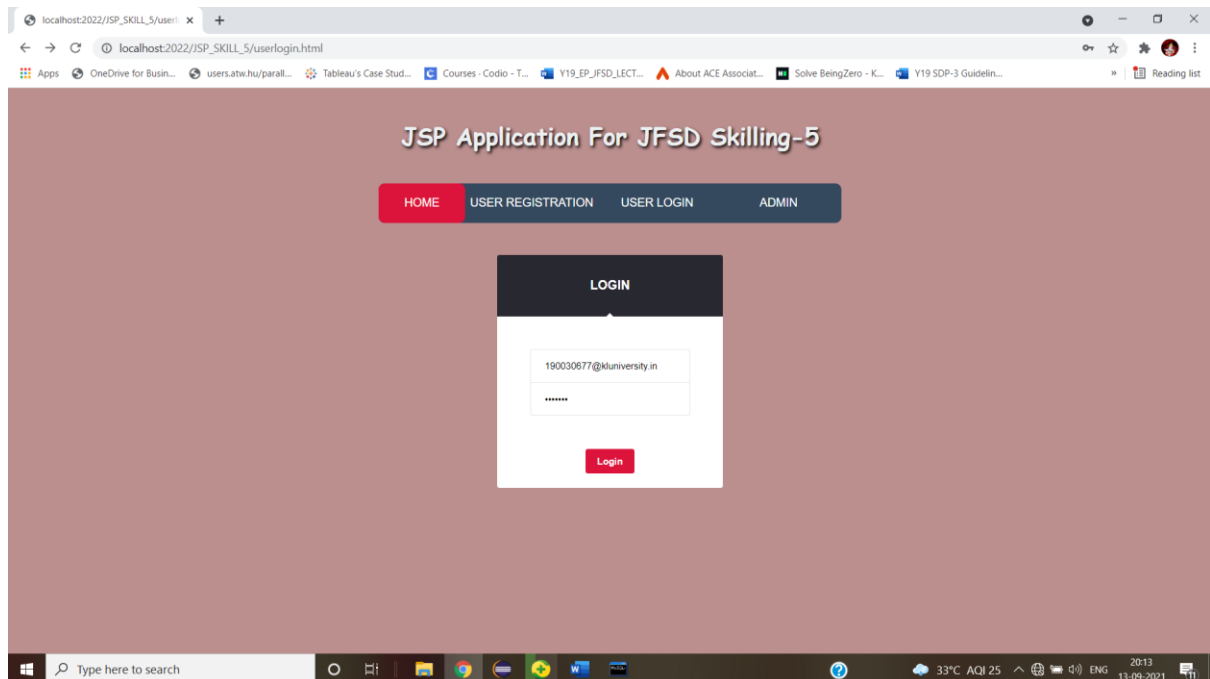 localhost:2022/JSP_SKILL_5/userl
localhost:2022/JSP_SKILL_5/userlogin.html
Apps OneDrive for Busin... users.atw.hu/parall... Tableau's Case Stud... Courses - Codio - T... Y19_EP_JFSD_LECT... About ACE Associat... Solve BeingZero - K... Y19 SDP-3 Guidelin... » Reading list
JSP Application For JFSD Skilling-5
HOME USER REGISTRATION USER LOGIN ADMIN
LOGIN
190030677@kluniversity.in
•••••••
Login
Type here to search
33°C AQI 25 ENG 20:13
13-09-2021